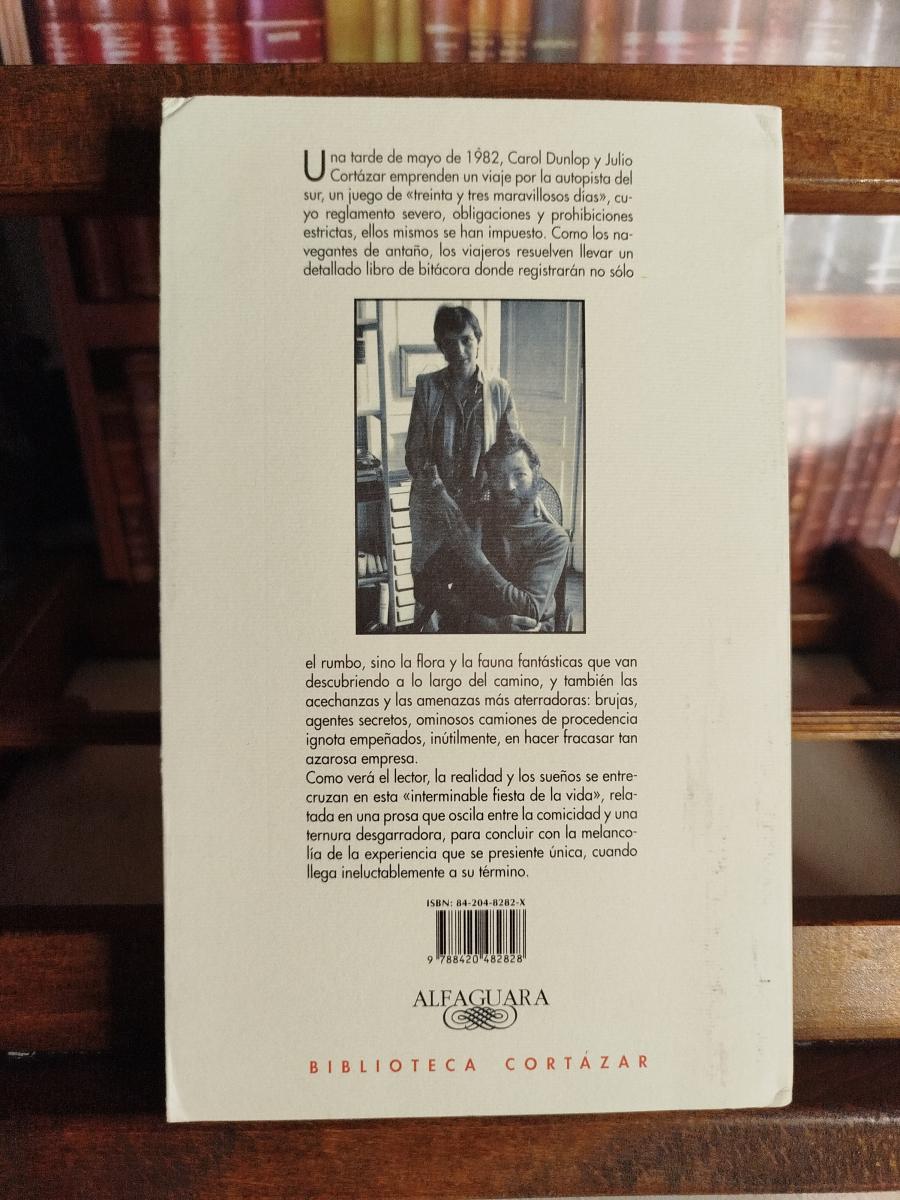 Una tarde de mayo de 1982, Carol Dunlop y Julio
Cortázar emprenden un viaje por la autopista del
sur, un juego de «treinta y tres maravillosos días», cu-
yo reglamento severo, obligaciones y prohibiciones
estrictas, ellos mismos se han impuesto. Como los na-
vegantes de antaño, los viajeros resuelven llevar un
detallado libro de bitácora donde registrarán no sólo
el rumbo, sino la flora y la fauna fantásticas que van
descubriendo a lo largo del camino, y también las
acechanzas y las amenazas más aterradoras: brujas,
agentes secretos, ominosos camiones de procedencia
ignota empeñados, inútilmente, en hacer fracasar tan
azarosa empresa.
Como verá el lector, la realidad y los sueños se entre-
cruzan en esta «interminable fiesta de la vida», rela-
tada en una prosa que oscila entre la comicidad y una
ternura desgarradora, para concluir con la melanco-
lía de la experiencia que se presiente única, cuando
llega ineluctablemente a su término.
ISBN: 84-204-8282-X
9 788420 482828
ALFAGUARA
BIBLIOTECA CORTÁZAR